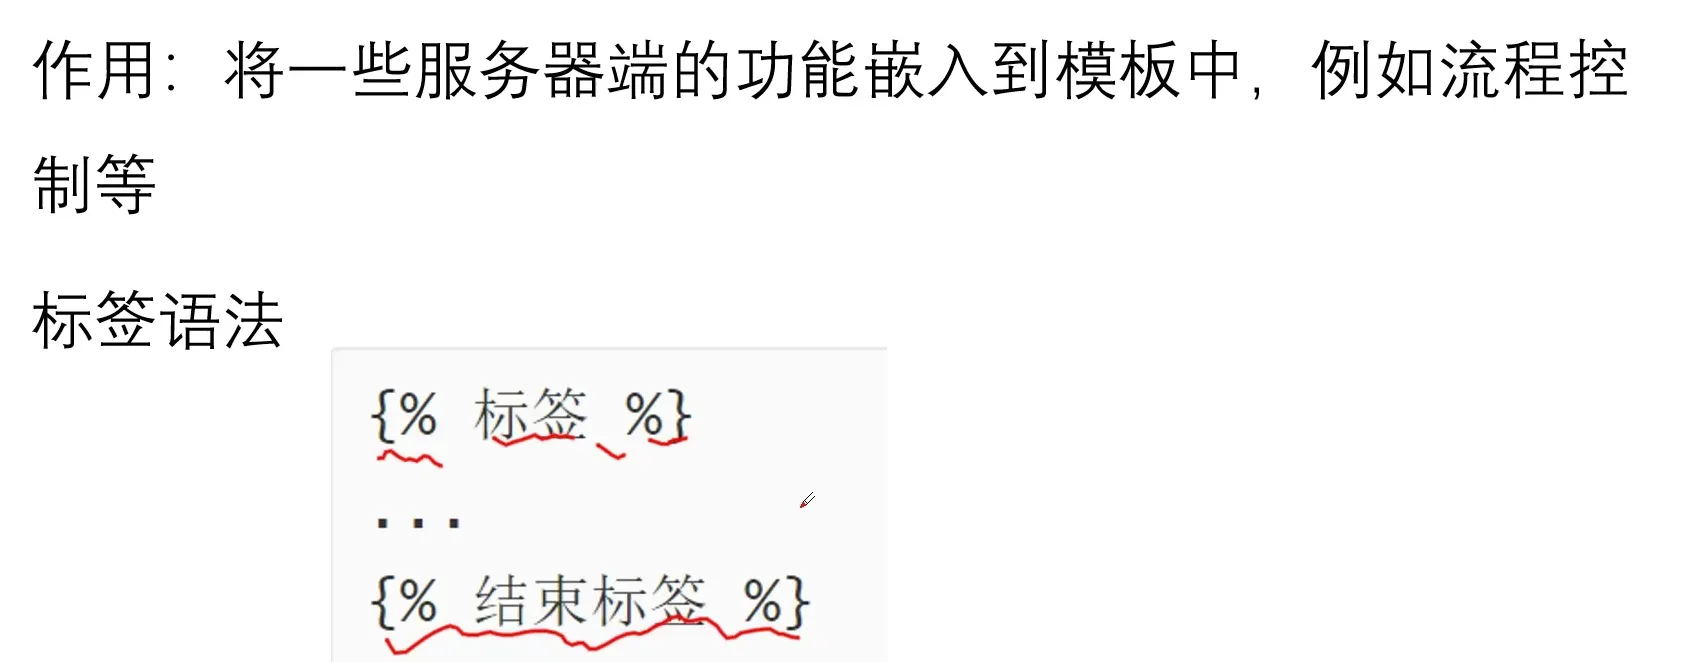 作用：将一些服务器端的功能嵌入到模板中，例如流程控
制等
标签语法
{% 标签 %}
...
{% 结束标签 %}